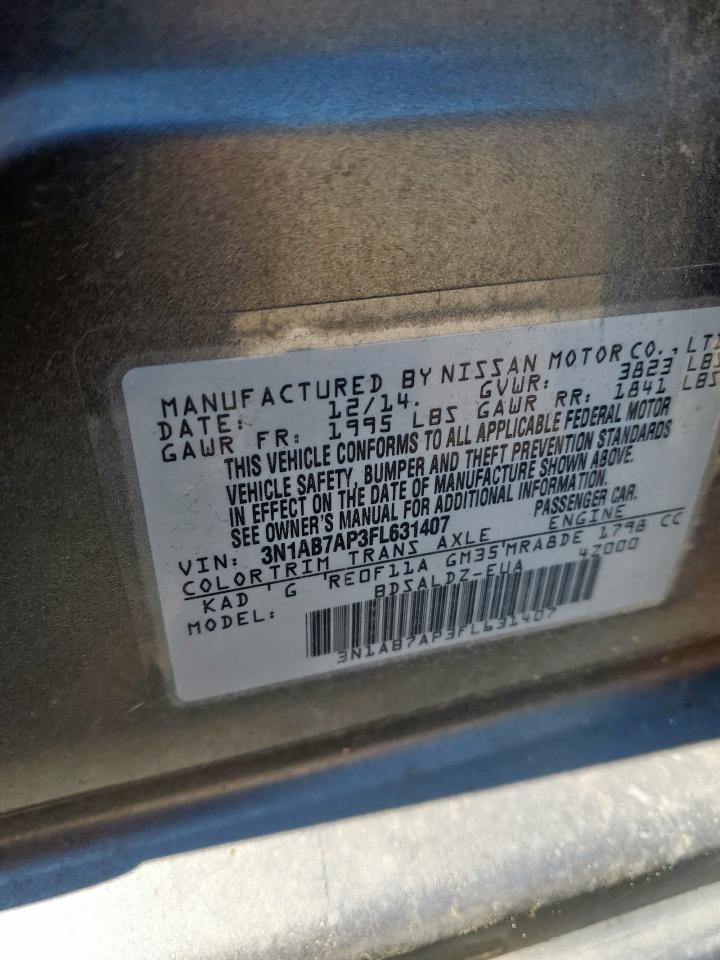 MANUFACTURED BY NISSAN MOTOR CO., LT
DATE: 12/14. GVWR: 3823 LBS
GAWR FR: 1995 LBS GAWR RR: 1841 LBS
THIS VEHICLE CONFORMS TO ALL APPLICABLE FEDERAL MOTOR
VEHICLE SAFETY, BUMPER AND THEFT PREVENTION STANDARDS
IN EFFECT ON THE DATE OF MANUFACTURE SHOWN ABOVE.
SEE OWNER'S MANUAL FOR ADDITIONAL INFORMATION.
VIN: 3N1AB7AP3FL631407 PASSENGER CAR.
COLOR TRIM TRANS AXLE ENGINE
KAD G RE0F11A GM35 MRA8DE 1798 CC
MODEL: BDSALDZ-EUA 4Z000
3N1AB7AP3FL631407